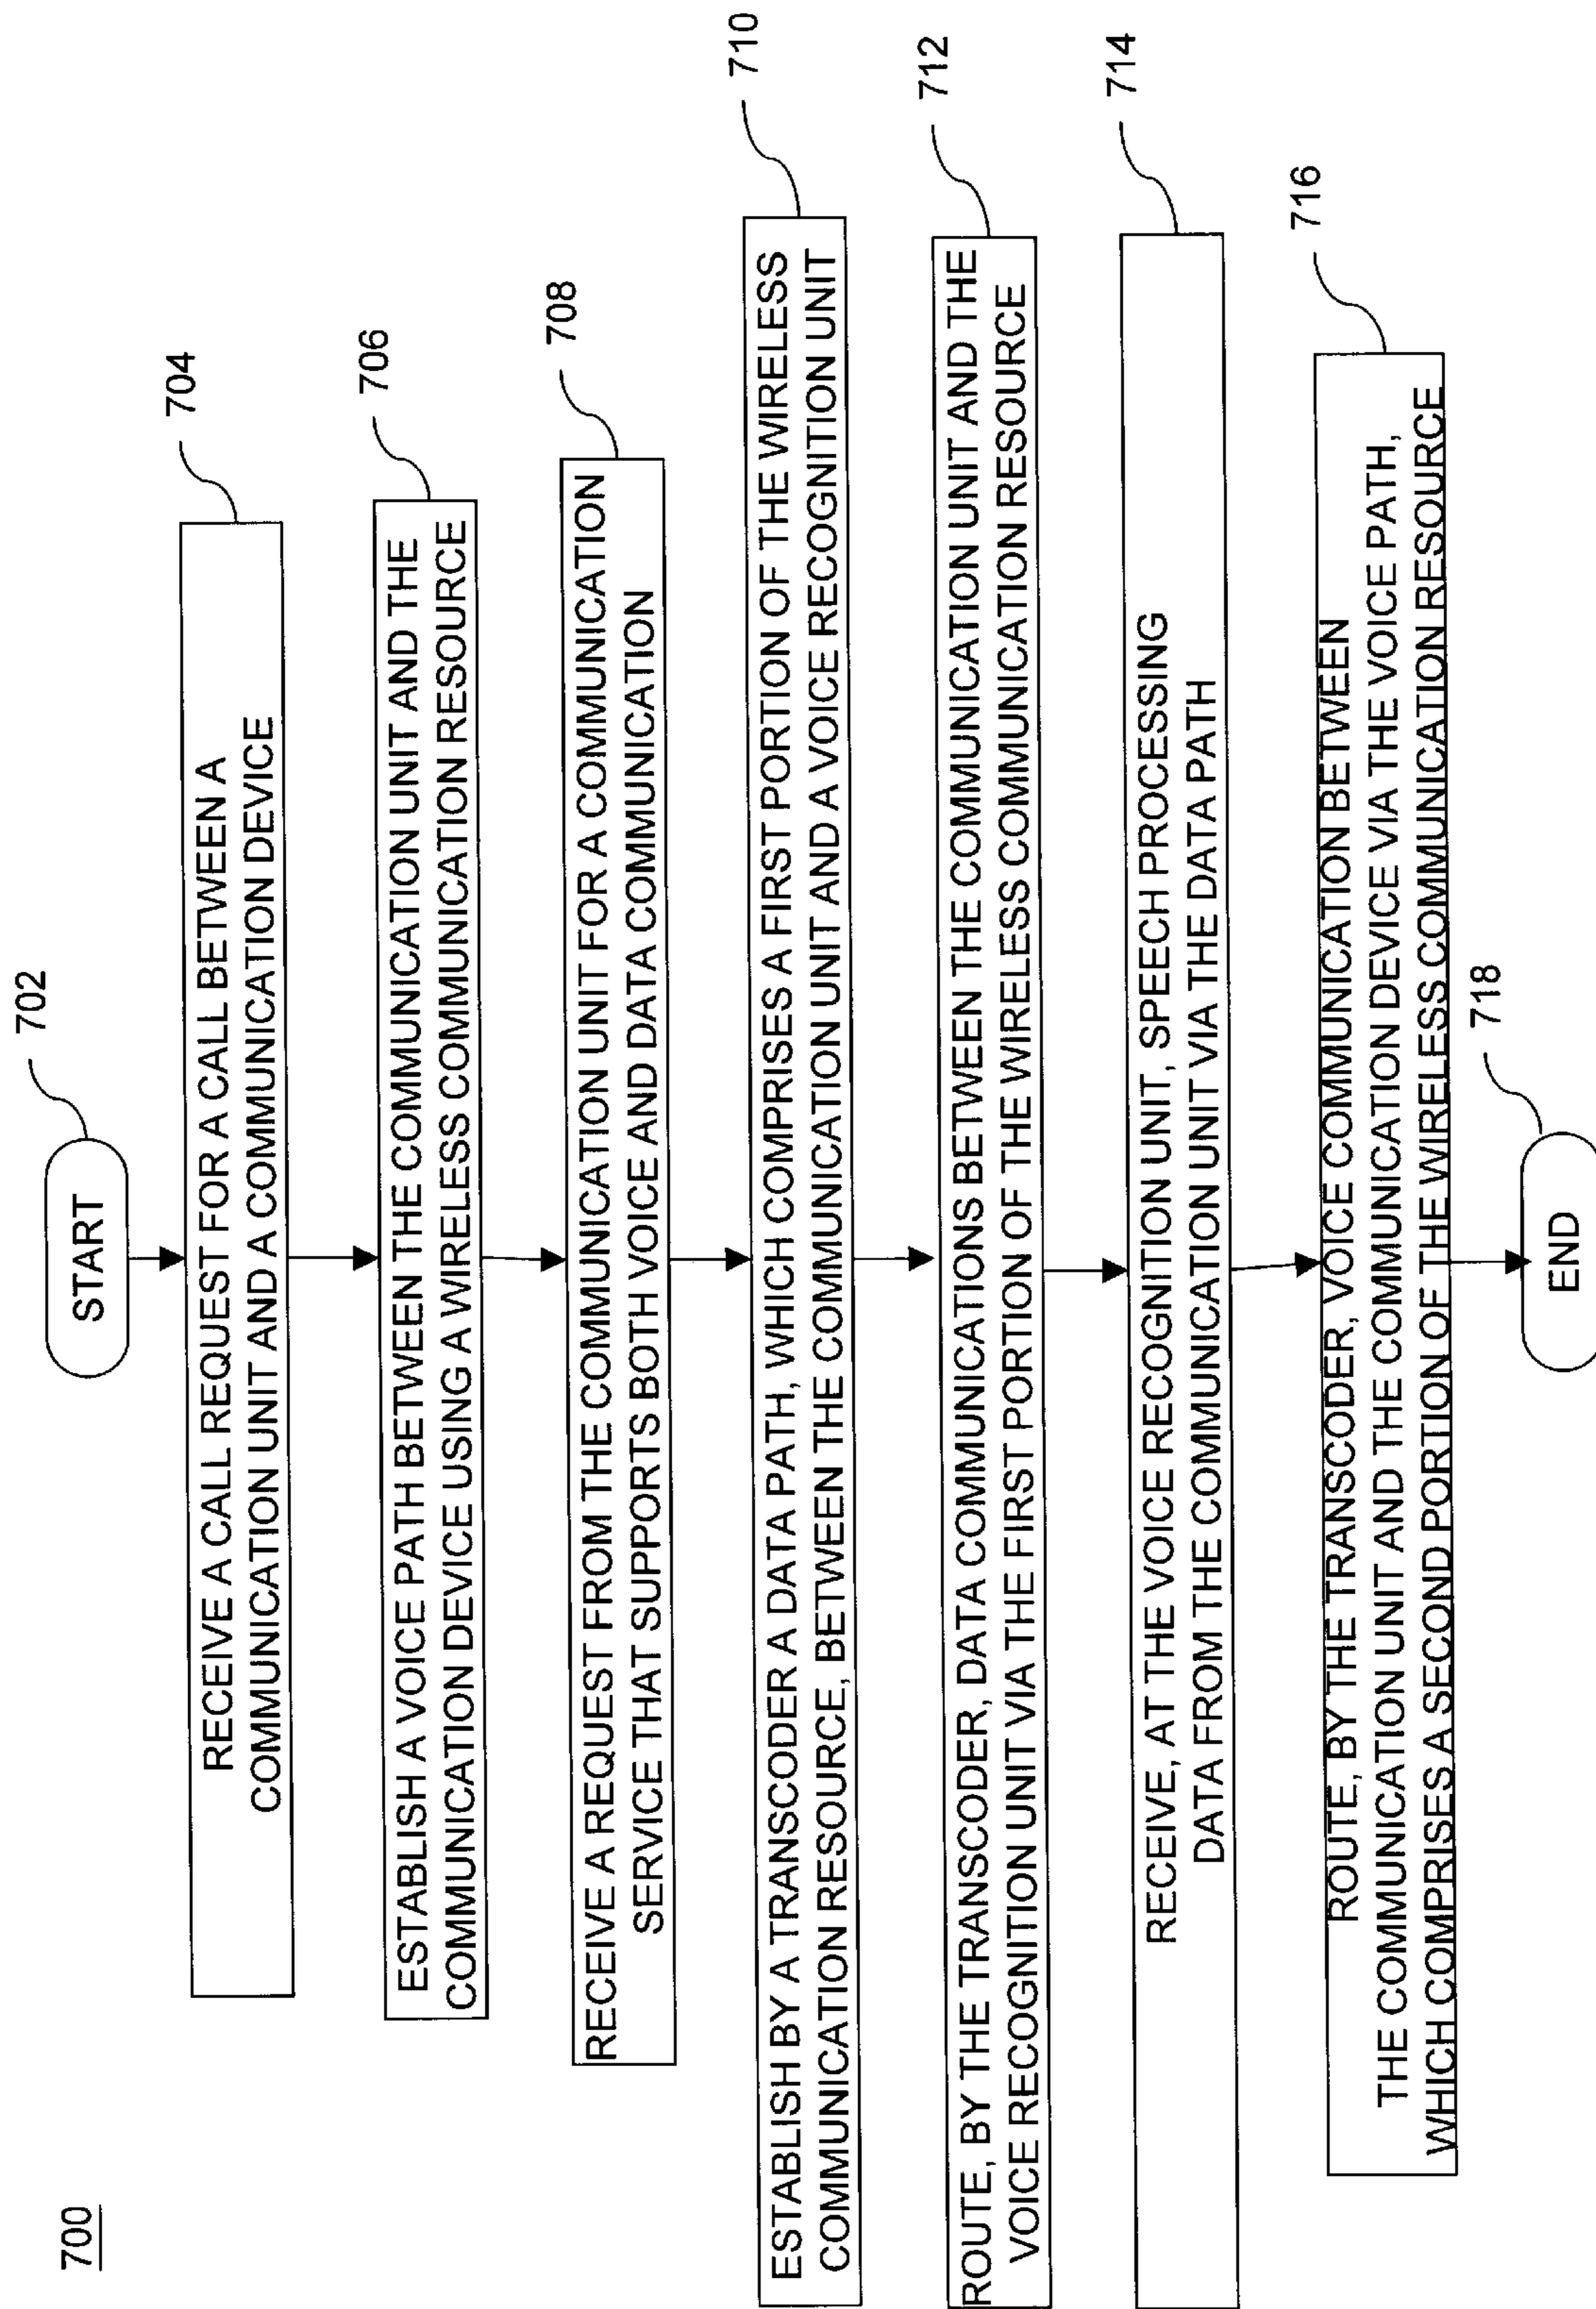 700
START
702
RECEIVE A CALL REQUEST FOR A CALL BETWEEN A
COMMUNICATION UNIT AND A COMMUNICATION DEVICE
704
ESTABLISH A VOICE PATH BETWEEN THE COMMUNICATION UNIT AND THE
COMMUNICATION DEVICE USING A WIRELESS COMMUNICATION RESOURCE
706
RECEIVE A REQUEST FROM THE COMMUNICATION UNIT FOR A COMMUNICATION
SERVICE THAT SUPPORTS BOTH VOICE AND DATA COMMUNICATION
708
ESTABLISH BY A TRANSCODER A DATA PATH, WHICH COMPRISES A FIRST PORTION OF THE WIRELESS
COMMUNICATION RESOURCE, BETWEEN THE COMMUNICATION UNIT AND A VOICE RECOGNITION UNIT
710
ROUTE, BY THE TRANSCODER, DATA COMMUNICATIONS BETWEEN THE COMMUNICATION UNIT AND THE
VOICE RECOGNITION UNIT VIA THE FIRST PORTION OF THE WIRELESS COMMUNICATION RESOURCE
712
RECEIVE, AT THE VOICE RECOGNITION UNIT, SPEECH PROCESSING
DATA FROM THE COMMUNICATION UNIT VIA THE DATA PATH
714
ROUTE, BY THE TRANSCODER, VOICE COMMUNICATION BETWEEN
THE COMMUNICATION UNIT AND THE COMMUNICATION DEVICE VIA THE VOICE PATH,
WHICH COMPRISES A SECOND PORTION OF THE WIRELESS COMMUNICATION RESOURCE
716
END
718